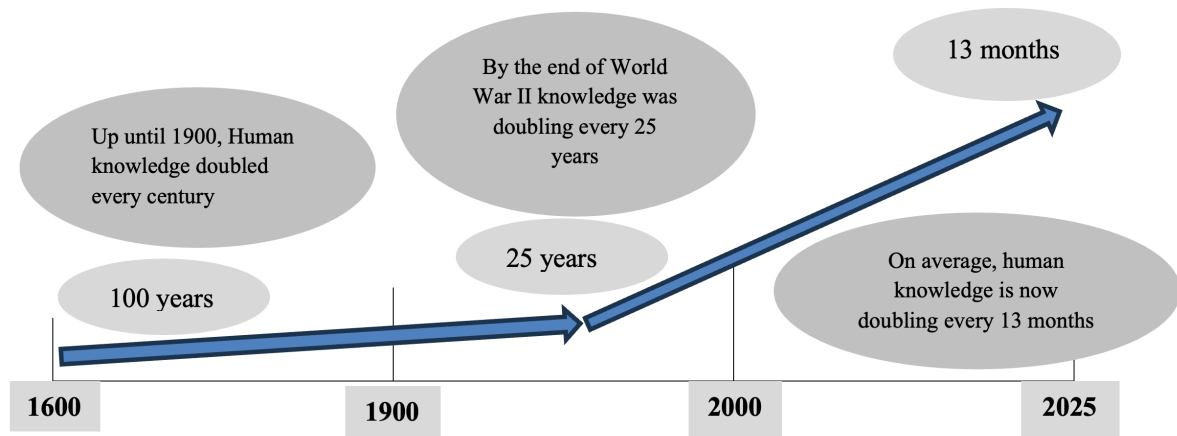 Up until 1900, Human
knowledge doubled
every century
100 years
By the end of World
War II knowledge was
doubling every 25
years
25 years
13 months
On average, human
knowledge is now
doubling every 13 months
1600
1900
2000
2025